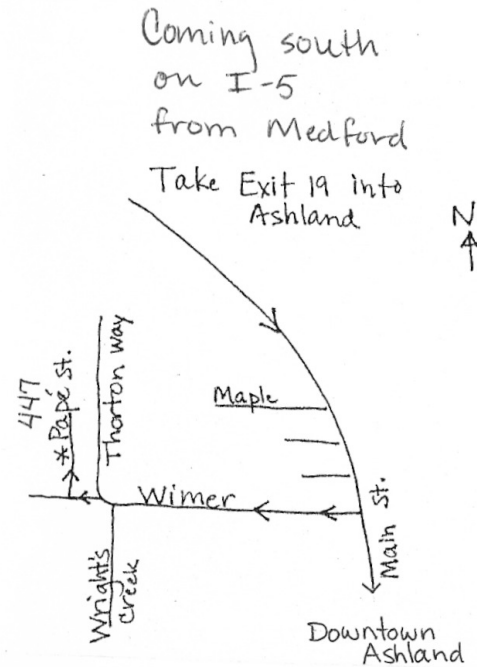 Coming south
on I-5
from Medford
Take Exit 19 into
Ashland
N
Maple
447
*Papé St.
Thorton Way
Wimer
Wright's
creek
Main St.
Downtown
Ashland